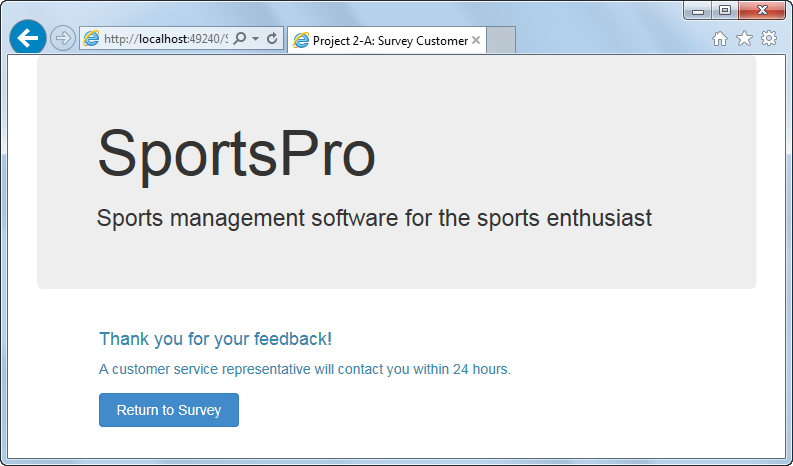 http://localhost:49240/S
Project 2-A: Survey Customer
SportsPro
Sports management software for the sports enthusiast
Thank you for your feedback!
A customer service representative will contact you within 24 hours.
Return to Survey